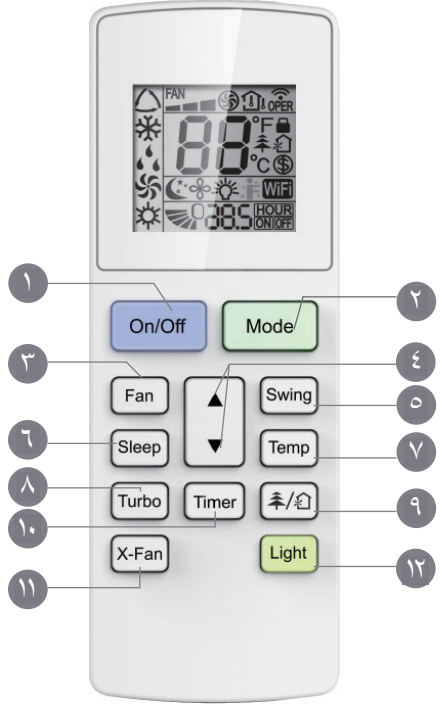 FAN OPER
88 °F
°C
WiFi
88.5 HOUR
ON OFF
١
٢
On/Off Mode
٣ ٤
Fan ▲ Swing ٥
٦ Sleep ▼ Temp ٧
٨ Turbo Timer ٩
١٠
X-Fan Light
١١ ١٢